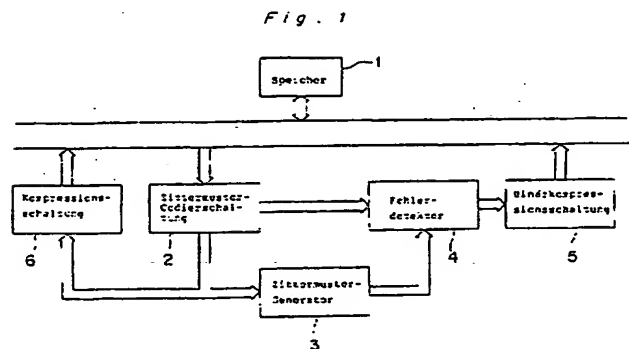 Fig. 1
1
Speicher
Kompressions-
schaltung
Zittermuster-
Codierschal-
tung
Fehler-
detektor
Binärkompres-
sionsschaltung
6
2
4
5
Zittermuster-
Generator
3